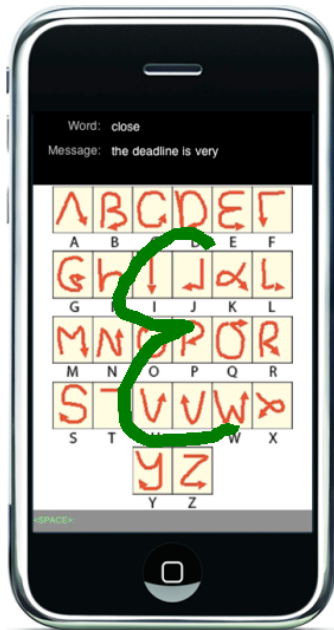 Word: close
Message: the deadline is very
A B C D E F
G H I J K L
M N O P Q R
S T U V W X
Y Z
<SPACE>